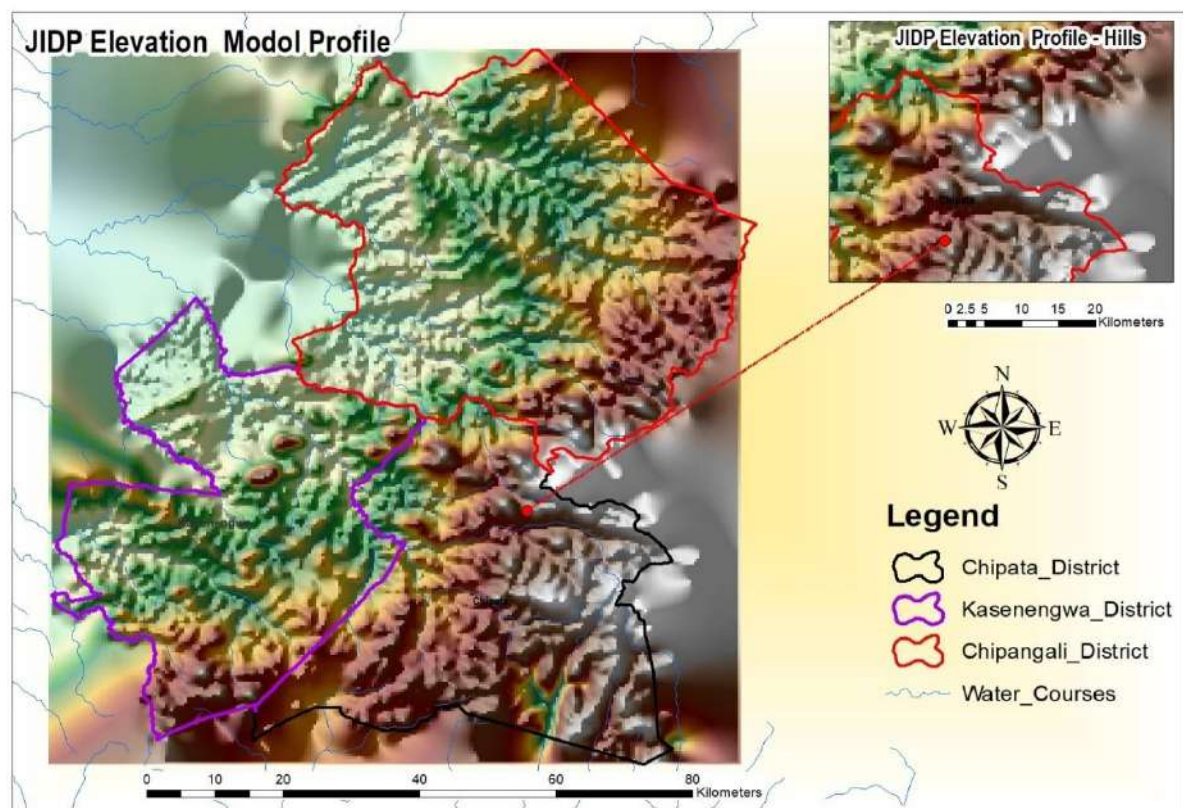 JIDP Elevation Modol Profile
JIDP Elevation Profile - Hills
0 2.5 5 10 15 20
Kilometers
N
W E
S
Legend
Chipata_District
Kasenengwa_District
Chipangali_District
Water_Courses
0 10 20 40 60 80
Kilometers